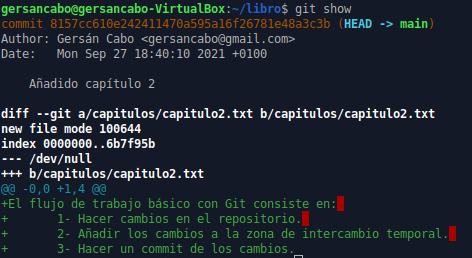 gersancabo@gersancabo-VirtualBox:~/libro$ git show
commit 8157cc610e242411470a595a16f26781e48a3c3b (HEAD -> main)
Author: Gersán Cabo <gersancabo@gmail.com>
Date:   Mon Sep 27 18:40:10 2021 +0100
    Añadido capítulo 2
diff --git a/capitulos/capitulo2.txt b/capitulos/capitulo2.txt
new file mode 100644
index 0000000..6b7f95b
--- /dev/null
+++ b/capitulos/capitulo2.txt
@@ -0,0 +1,4 @@
+El flujo de trabajo básico con Git consiste en:
+       1- Hacer cambios en el repositorio.
+       2- Añadir los cambios a la zona de intercambio temporal.
+       3- Hacer un commit de los cambios.